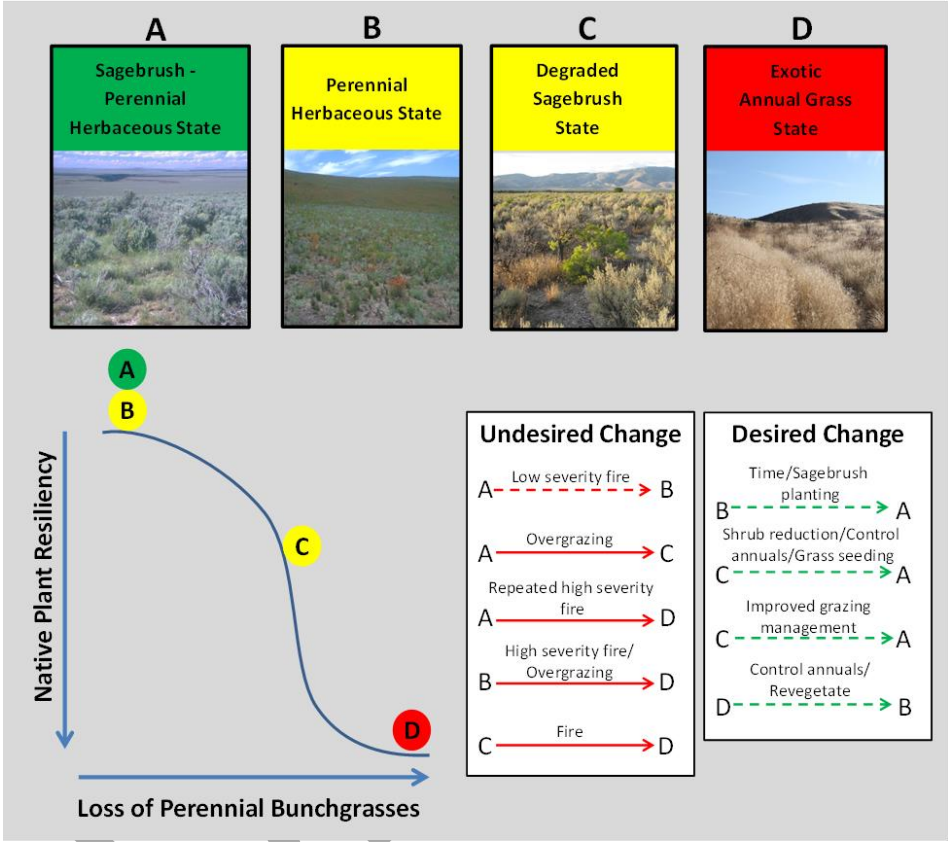 A
B
C
D
Sagebrush -
Perennial
Herbaceous State
Perennial
Herbaceous State
Degraded
Sagebrush
State
Exotic
Annual Grass
State
A
B
C
D
Native Plant Resiliency
Loss of Perennial Bunchgrasses
Undesired Change
Low severity fire
A B
Overgrazing
A C
Repeated high severity
fire
A D
High severity fire/
Overgrazing
B D
Fire
C D
Desired Change
Time/Sagebrush
planting
B A
Shrub reduction/Control
annuals/Grass seeding
C A
Improved grazing
management
C A
Control annuals/
Revegetate
D B